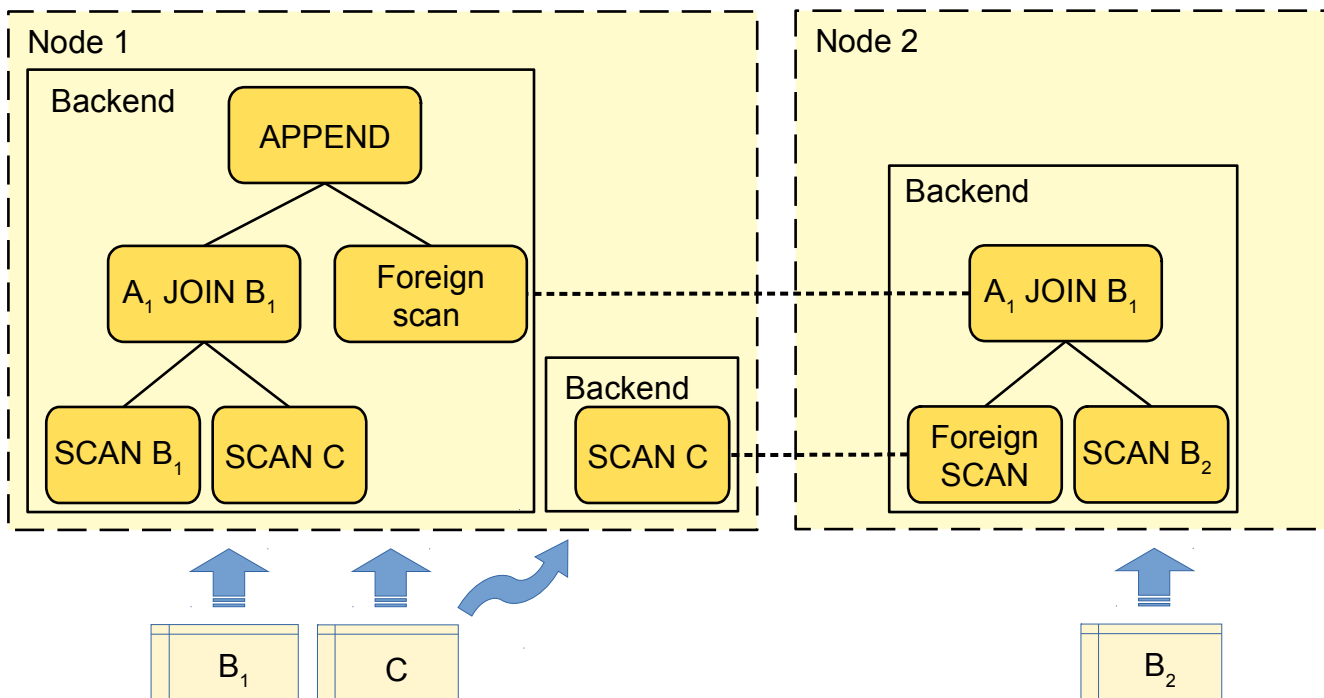 Node 1
Backend
APPEND
A₁ JOIN B₁
Foreign
scan
SCAN B₁
SCAN C
Backend
SCAN C
Node 2
Backend
A₁ JOIN B₁
Foreign
SCAN
SCAN B₂
B₁
C
B₂